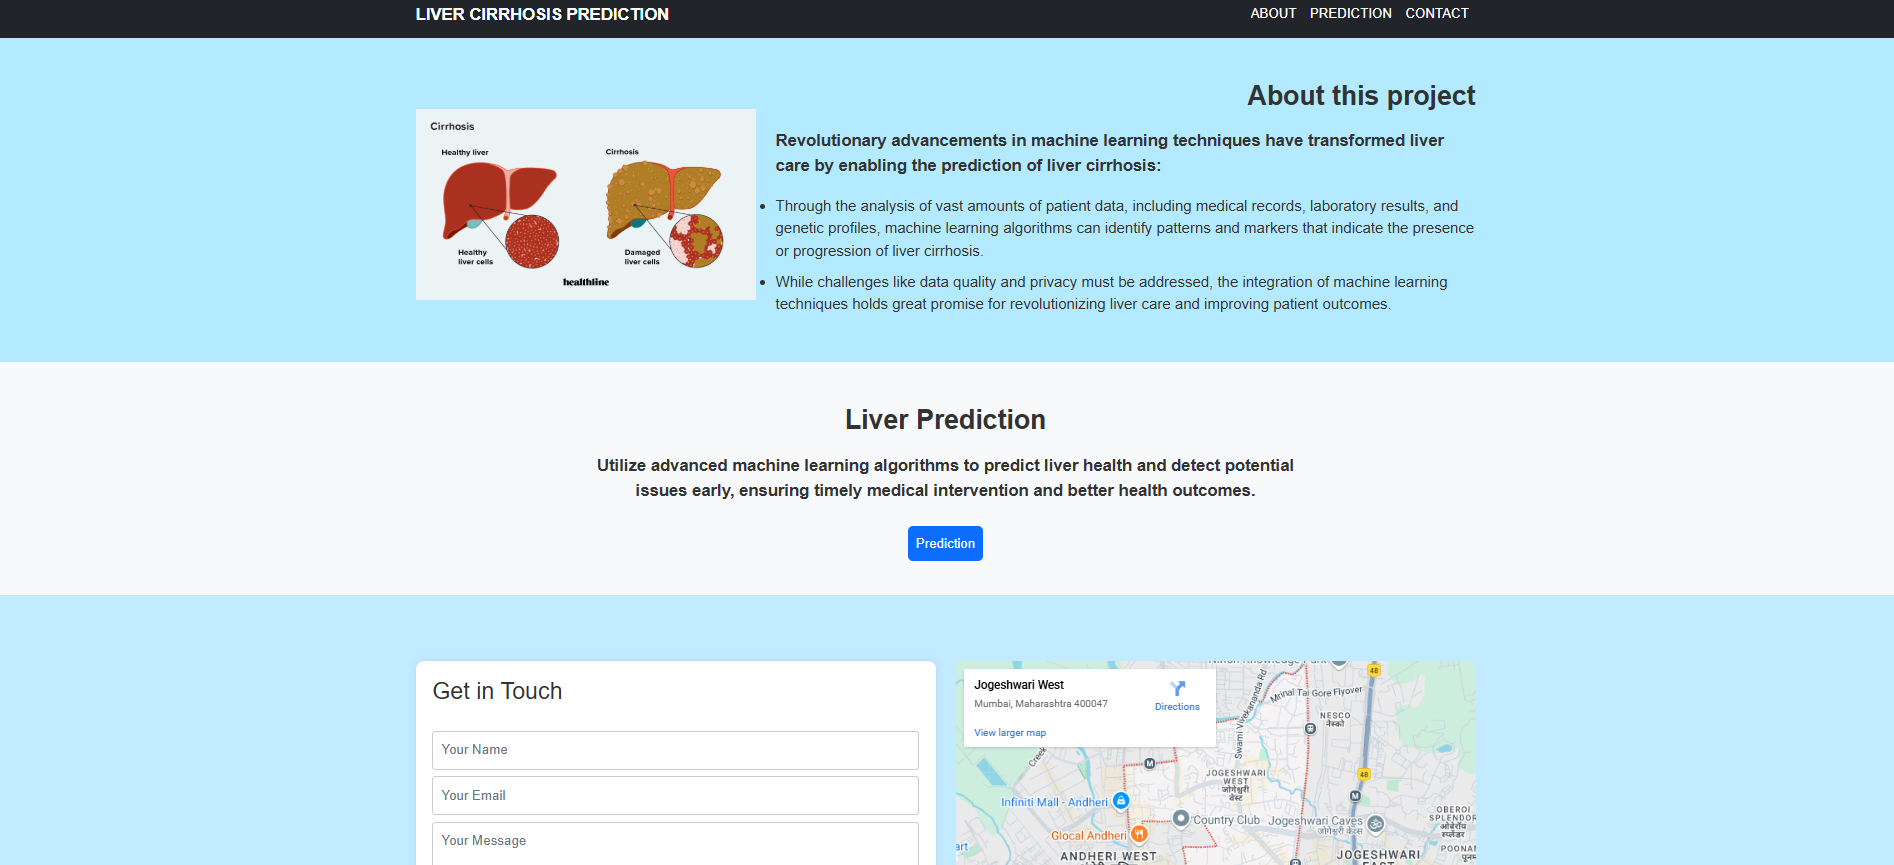 LIVER CIRRHOSIS PREDICTION
ABOUT PREDICTION CONTACT
About this project
Cirrhosis
Healthy liver
Cirrhosis
Healthy
liver cells
Damaged
liver cells
healthline
Revolutionary advancements in machine learning techniques have transformed liver
care by enabling the prediction of liver cirrhosis:
Through the analysis of vast amounts of patient data, including medical records, laboratory results, and
genetic profiles, machine learning algorithms can identify patterns and markers that indicate the presence
or progression of liver cirrhosis.
While challenges like data quality and privacy must be addressed, the integration of machine learning
techniques holds great promise for revolutionizing liver care and improving patient outcomes.
Liver Prediction
Utilize advanced machine learning algorithms to predict liver health and detect potential
issues early, ensuring timely medical intervention and better health outcomes.
Prediction
Get in Touch
Your Name
Your Email
Your Message
Jogeshwari West
Mumbai, Maharashtra 400047
Directions
View larger map
48
Mrinal Tai Gore Flyover
Swami Vivekananda Rd
NESCO
नेस्को
Creek
M
JOGESHWARI
WEST
जोगेश्वरी
वेस्ट
48
M
Infiniti Mall - Andheri
Country Club
Jogeshwari Caves
जोगेश्वरी केव्स
OBEROI
SPLENDOR
ओबेरॉय
स्प्लेंडर
Glocal Andheri
art
ANDHERI WEST
JOGESHWARI
POONAM